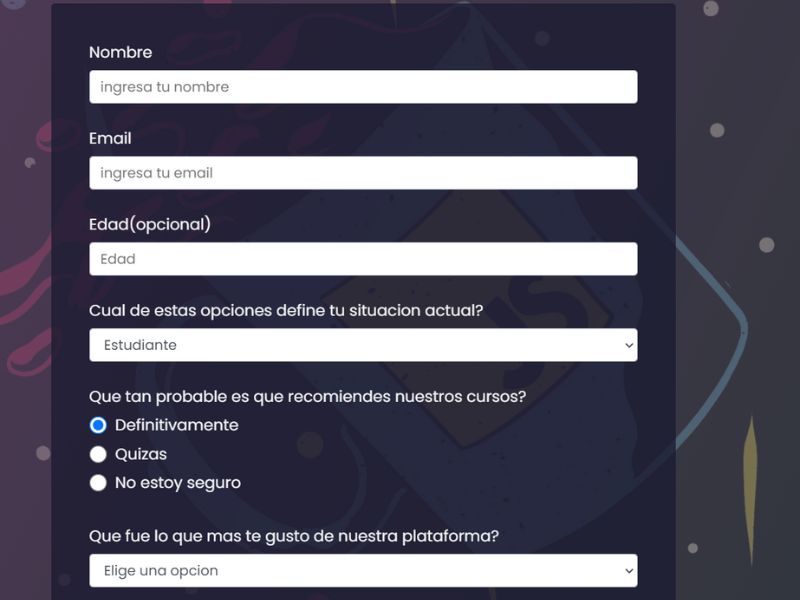 Nombre
ingresa tu nombre
Email
ingresa tu email
Edad(opcional)
Edad
Cual de estas opciones define tu situacion actual?
Estudiante
Que tan probable es que recomiendes nuestros cursos?
Definitivamente
Quizas
No estoy seguro
Que fue lo que mas te gusto de nuestra plataforma?
Elige una opcion
JS